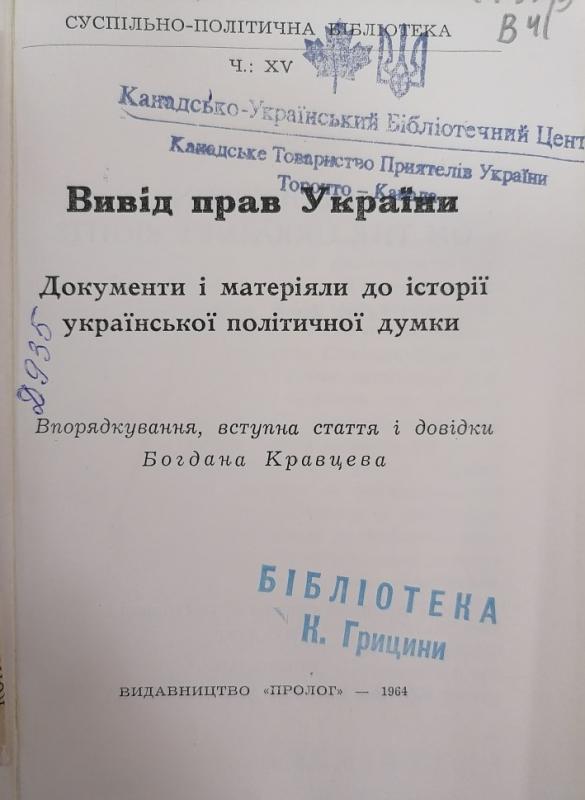 СУСПІЛЬНО-ПОЛІТИЧНА БІБЛІОТЕКА
В Ч
Ч.: XV
Канадсько-Український Бібліотечний Цент
Канадське Товариство Приятелів України
Торонто – Канада
Вивід прав України
Документи і матеріяли до історії
української політичної думки
Д935
Впорядкування, вступна стаття і довідки
Богдана Кравцева
БІБЛІОТЕКА
К. Грицини
ВИДАВНИЦТВО «ПРОЛОГ» — 1964